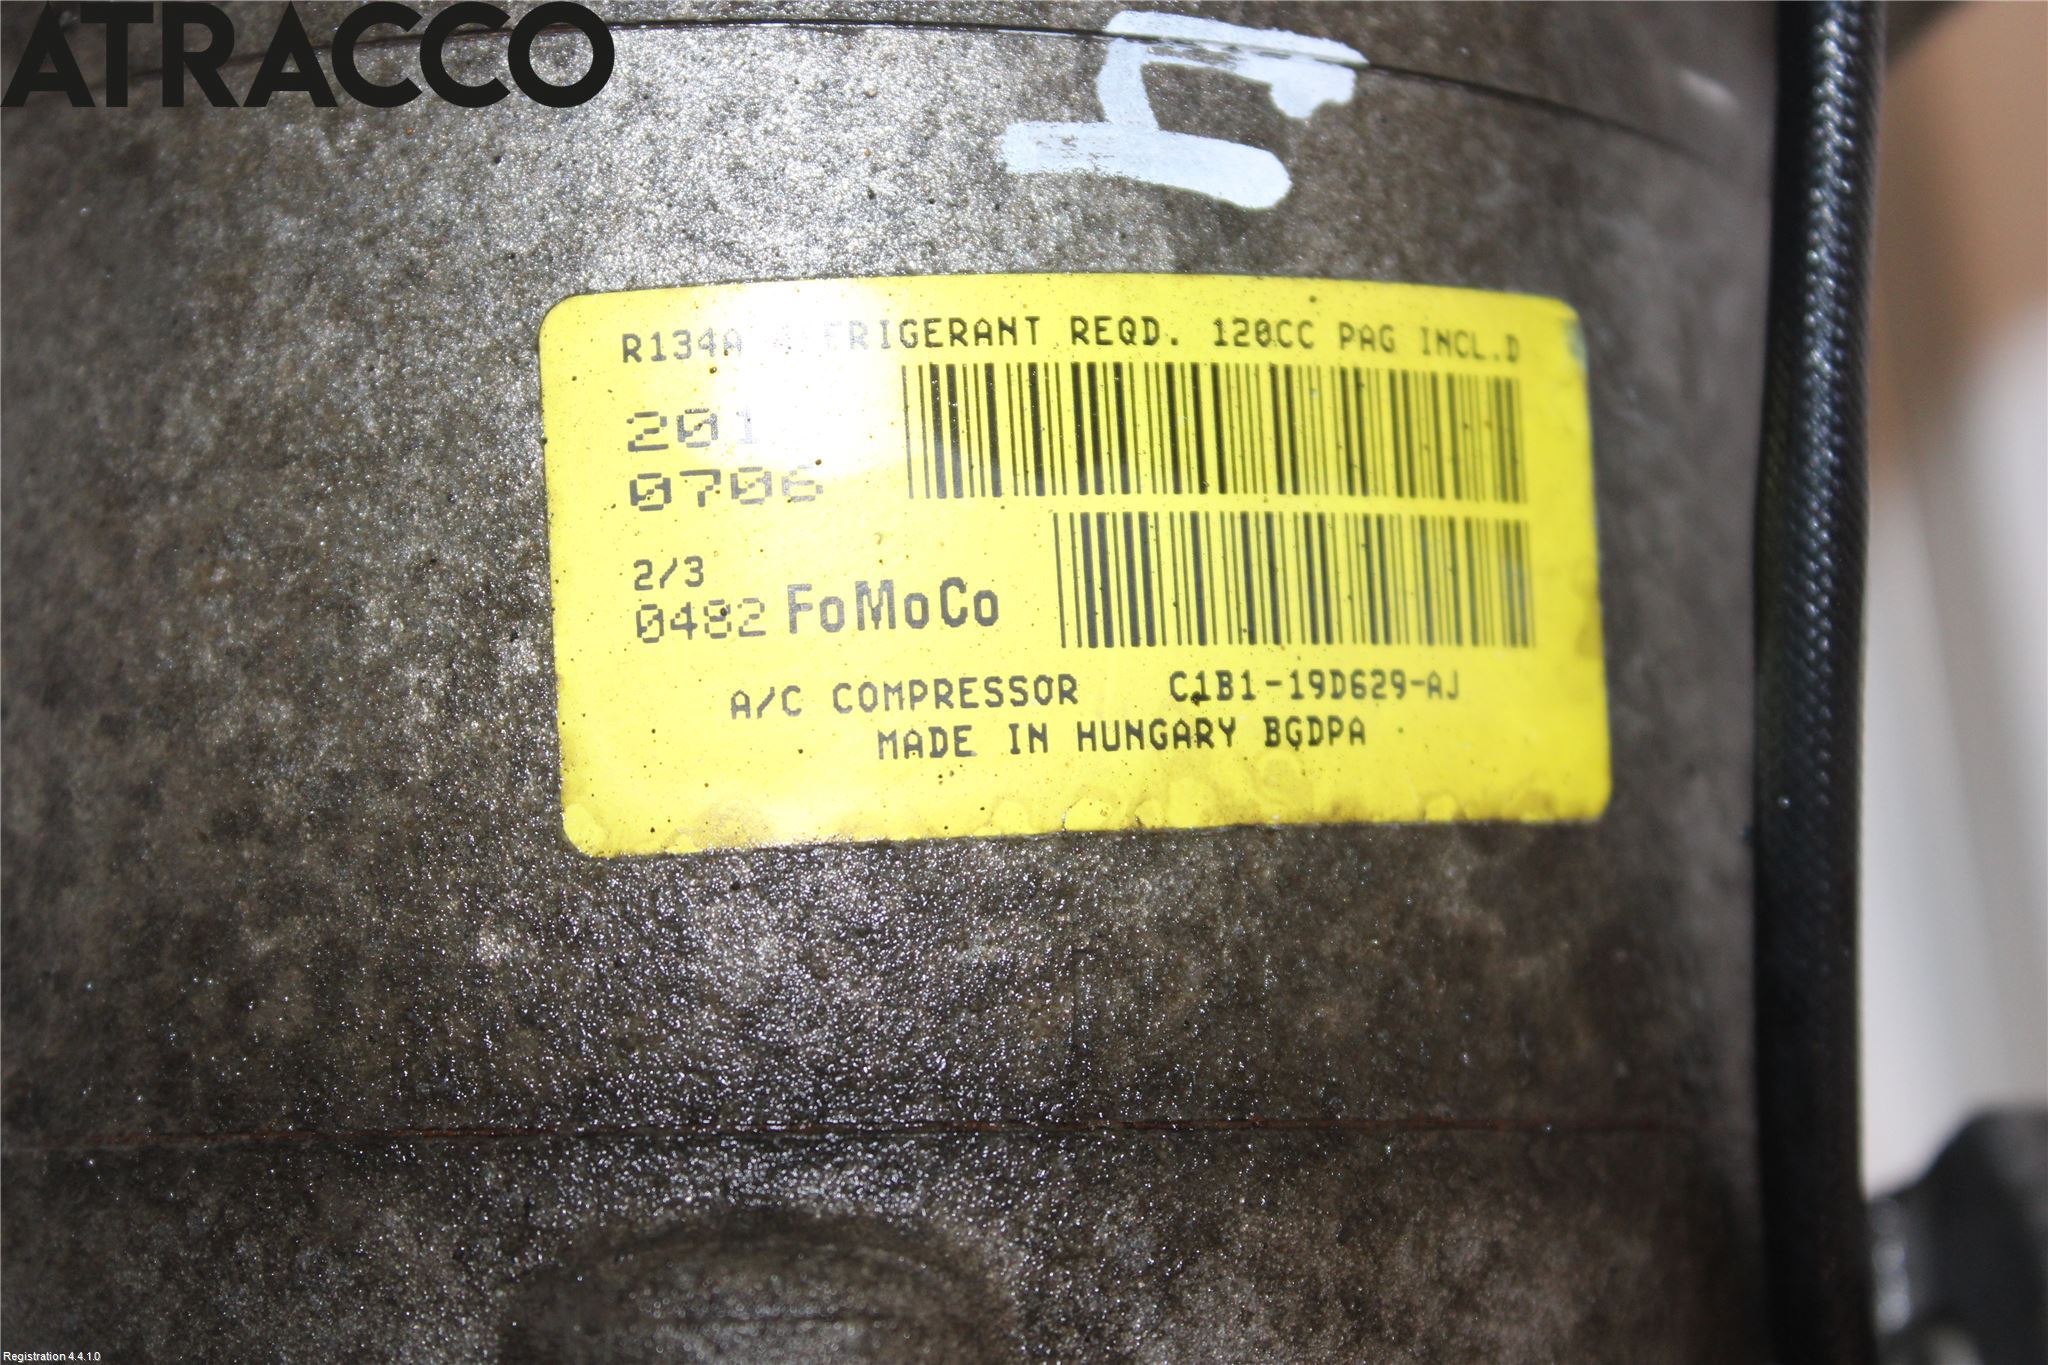 ATRACCO
R134A REFRIGERANT REQD. 120CC PAG INCL.D
0706
2/3
0482 FoMoCo
A/C COMPRESSOR C1B1-19D629-AJ
MADE IN HUNGARY BGDPA
Registration 4.4.1.0